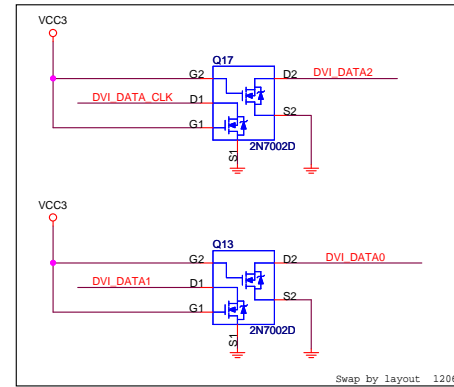 VCC3
Q17
G2
D2
DVI_DATA2
DVI_DATA_CLK
D1
S2
G1
S1
2N7002D
VCC3
Q13
G2
D2
DVI_DATA0
DVI_DATA1
D1
S2
G1
S1
2N7002D
Swap by layout 1206